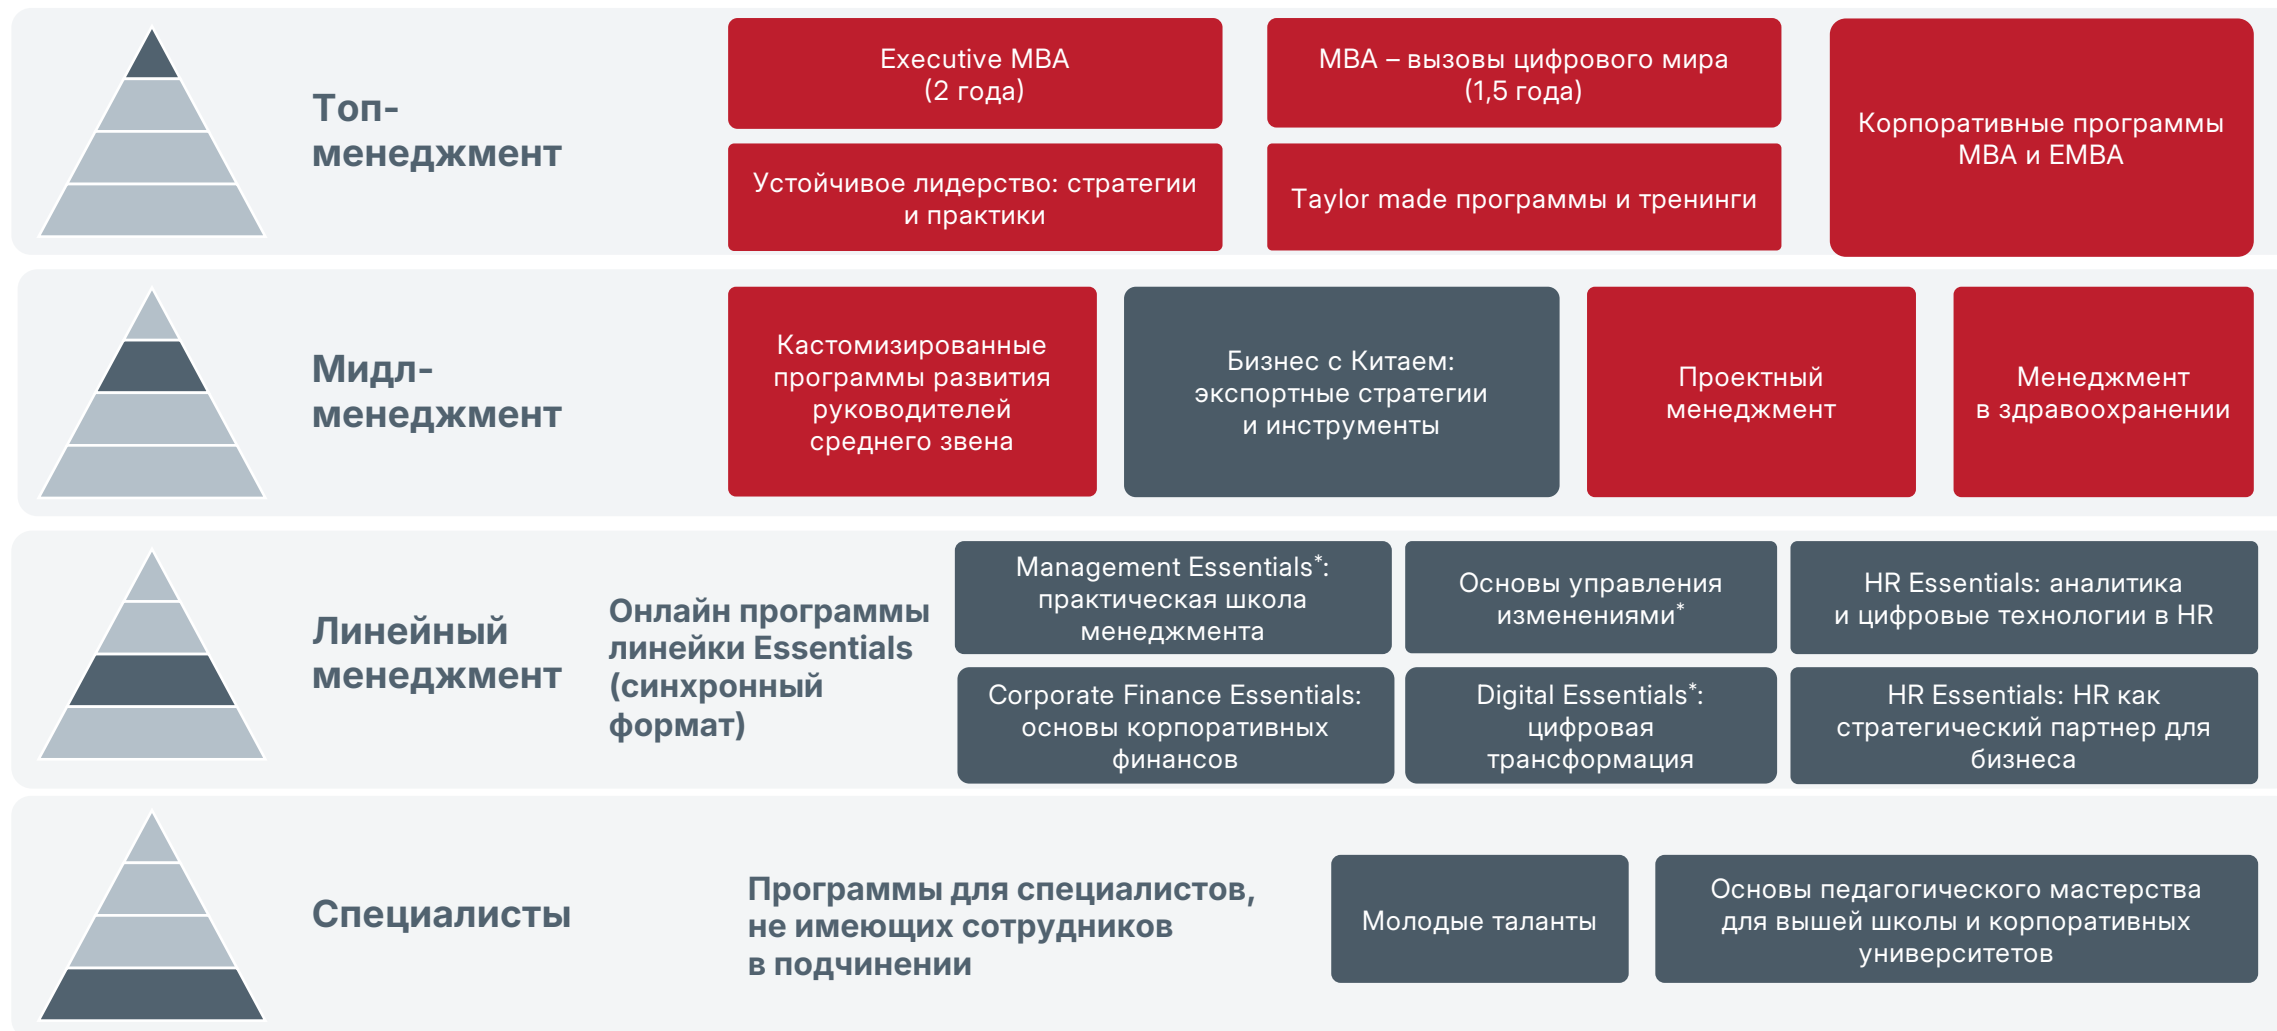 Топ-
менеджмент
Executive MBA
(2 года)
MBA – вызовы цифрового мира
(1,5 года)
Корпоративные программы
MBA и EMBA
Устойчивое лидерство: стратегии
и практики
Taylor made программы и тренинги
Мидл-
менеджмент
Кастомизированные
программы развития
руководителей
среднего звена
Бизнес с Китаем:
экспортные стратегии
и инструменты
Проектный
менеджмент
Менеджмент
в здравоохранении
Линейный
менеджмент
Онлайн программы
линейки Essentials
(синхронный
формат)
Management Essentials*:
практическая школа
менеджмента
Основы управления
изменениями*
HR Essentials: аналитика
и цифровые технологии в HR
Corporate Finance Essentials:
основы корпоративных
финансов
Digital Essentials*:
цифровая
трансформация
HR Essentials: HR как
стратегический партнер для
бизнеса
Специалисты
Программы для специалистов,
не имеющих сотрудников
в подчинении
Молодые таланты
Основы педагогического мастерства
для вышей школы и корпоративных
университетов